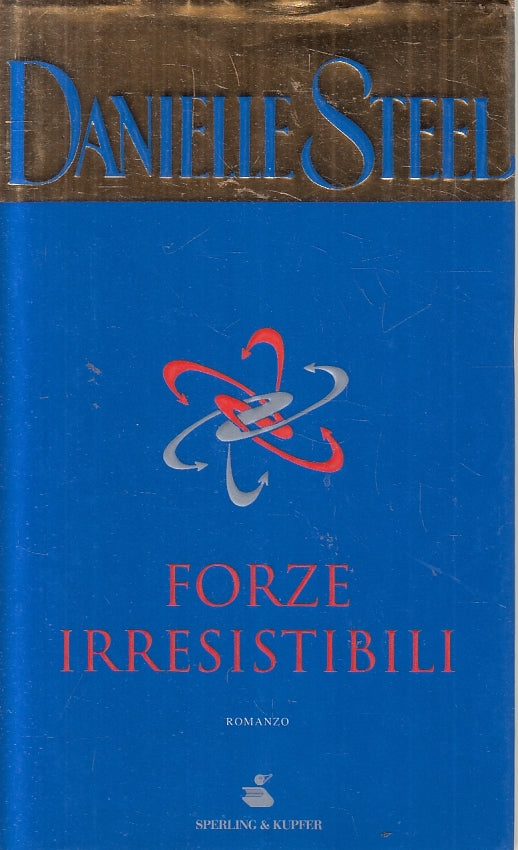 DANIELLE STEEL
FORZE
IRRESISTIBILI
ROMANZO
SPERLING & KUPFER